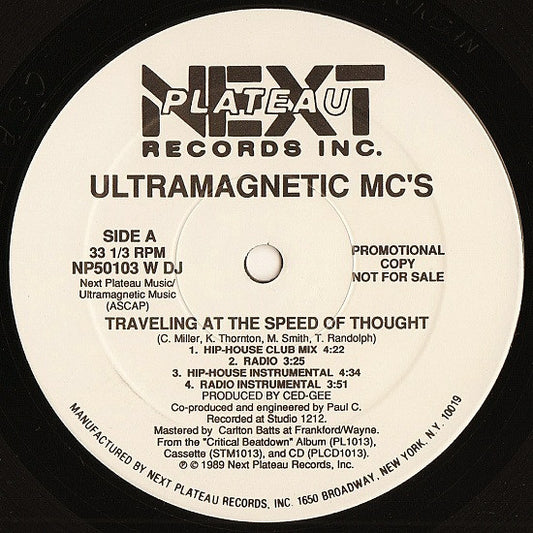 NEXT
PLATEAU
RECORDS INC.
ULTRAMAGNETIC MC'S
SIDE A
33 1/3 RPM
NP50103 W DJ
Next Plateau Music/
Ultramagnetic Music
(ASCAP)
PROMOTIONAL
COPY
NOT FOR SALE
TRAVELING AT THE SPEED OF THOUGHT
(C. Miller, K. Thornton, M. Smith, T. Randolph)
1. HIP-HOUSE CLUB MIX 4:22
2. RADIO 3:25
3. HIP-HOUSE INSTRUMENTAL 4:34
4. RADIO INSTRUMENTAL 3:51
PRODUCED BY CED-GEE
Co-produced and engineered by Paul C.
Recorded at Studio 1212.
Mastered by Carlton Batts at Frankford/Wayne.
From the "Critical Beatdown" Album (PL1013),
Cassette (STM1013), and CD (PLCD1013).
℗ © 1989 Next Plateau Records, Inc.
MANUFACTURED BY NEXT PLATEAU RECORDS, INC. 1650 BROADWAY, NEW YORK, N.Y. 10019